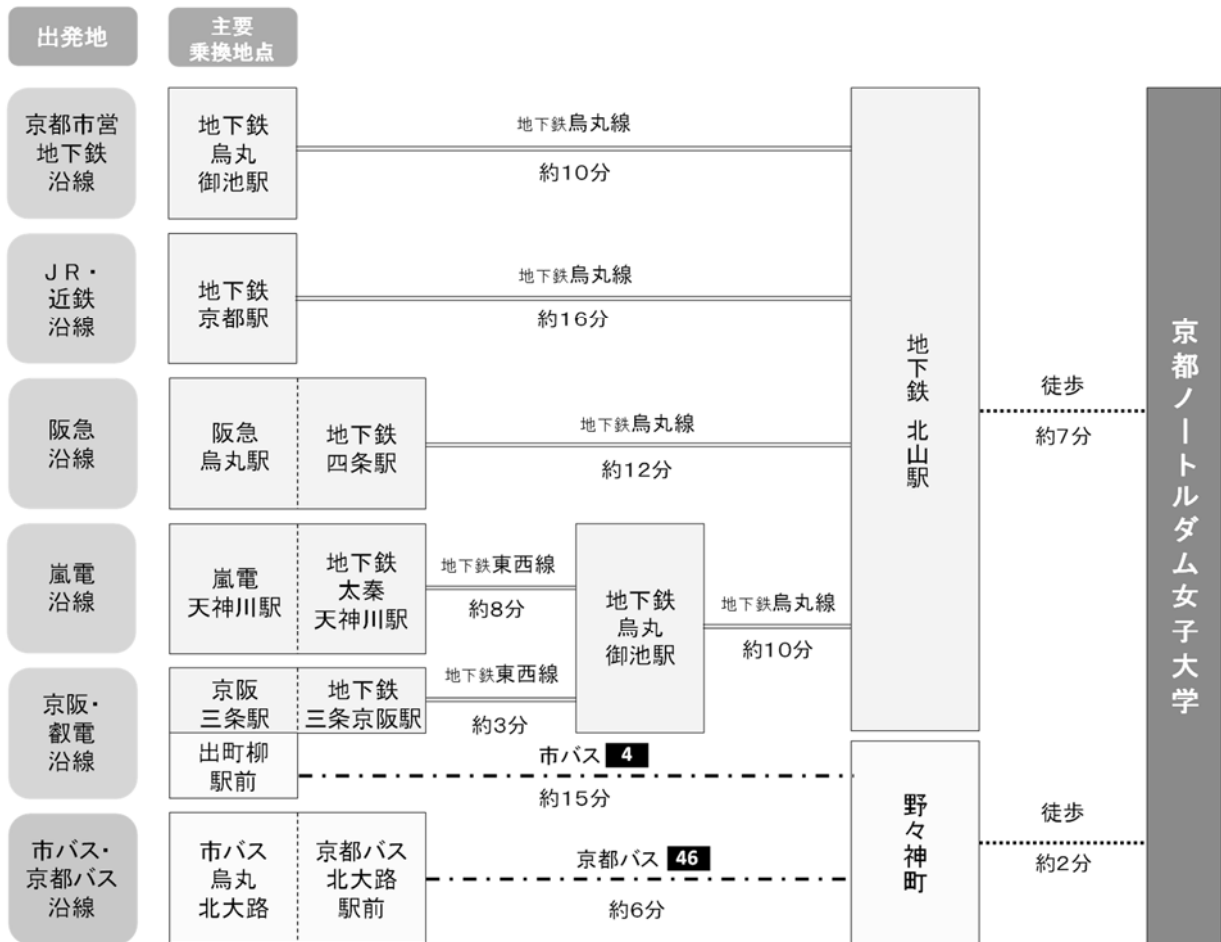 出発地
主要
乗換地点
京都市営
地下鉄
沿線
地下鉄
烏丸
御池駅
地下鉄烏丸線
約10分
JR・
近鉄
沿線
地下鉄
京都駅
地下鉄烏丸線
約16分
阪急
沿線
阪急
烏丸駅
地下鉄
四条駅
地下鉄烏丸線
約12分
嵐電
沿線
嵐電
天神川駅
地下鉄
太秦
天神川駅
地下鉄東西線
約8分
地下鉄
烏丸
御池駅
地下鉄烏丸線
約10分
京阪・
叡電
沿線
京阪
三条駅
地下鉄
三条京阪駅
地下鉄東西線
約3分
出町柳
駅前
市バス 4
約15分
市バス・
京都バス
沿線
市バス
烏丸
北大路
京都バス
北大路
駅前
京都バス 46
約6分
地下鉄 北山駅
徒歩
約7分
野々神町
徒歩
約2分
京都ノートルダム女子大学